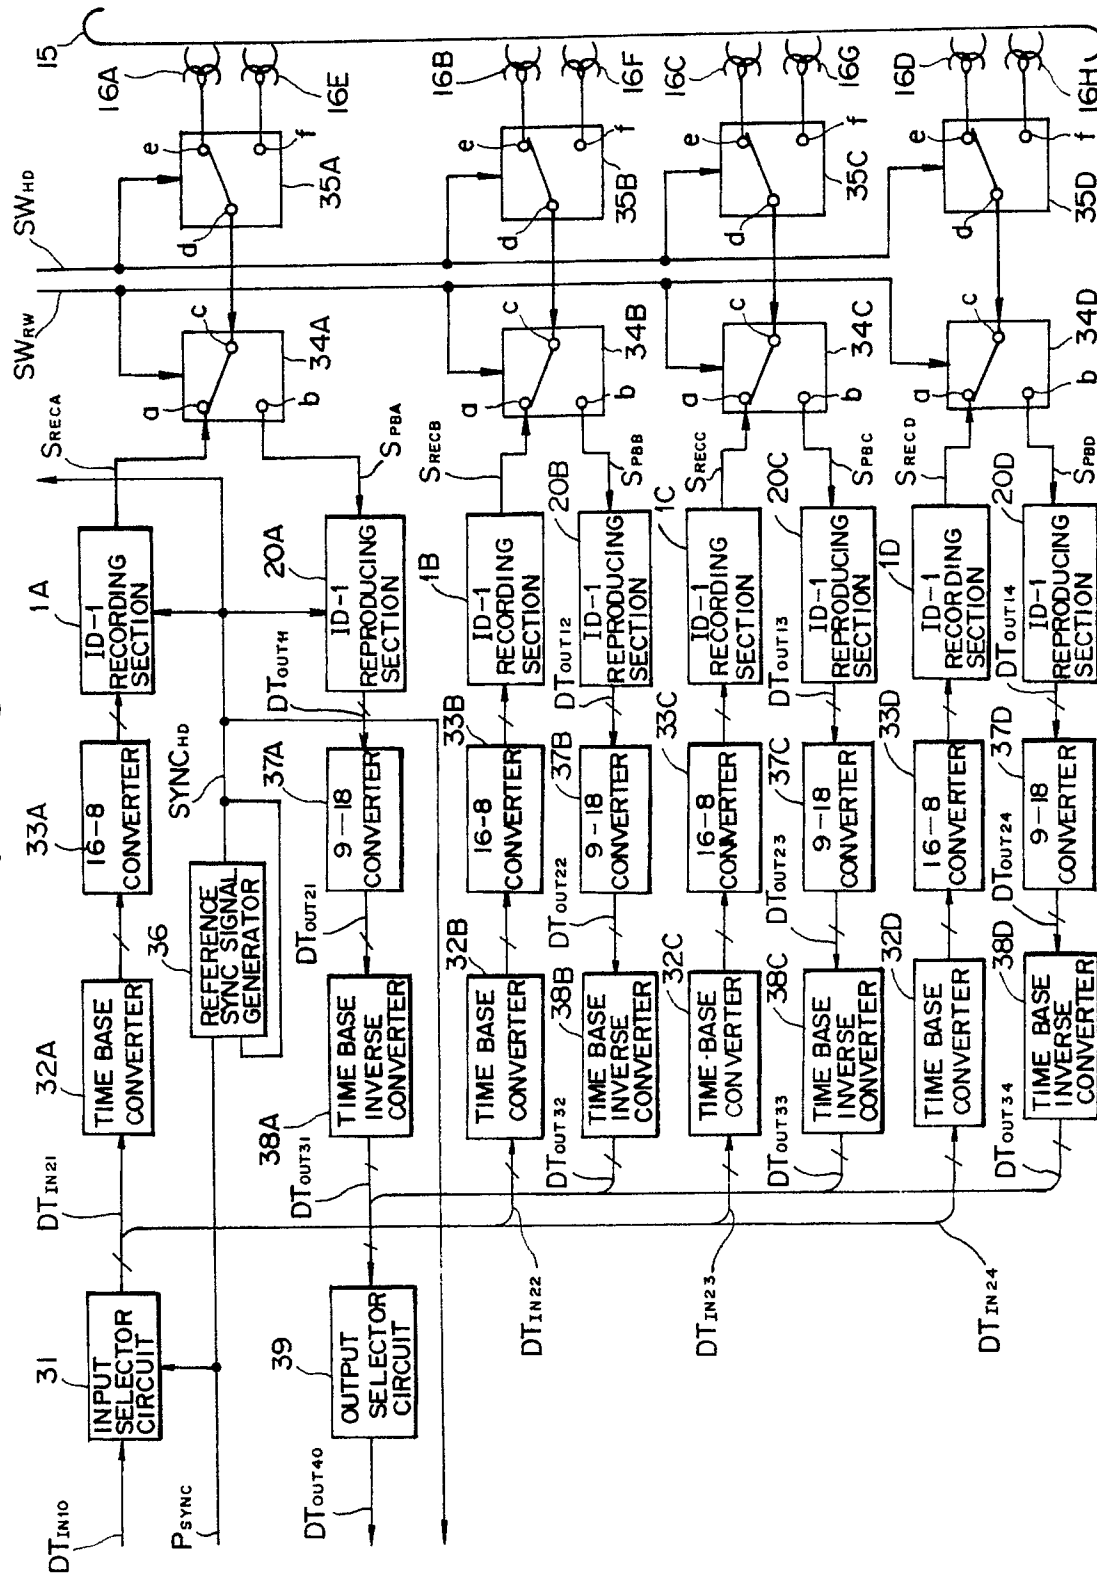 15
16A
16E
16B
16F
16C
16G
16D
16H
e
f
35A
d
e
f
35B
d
e
f
35C
d
e
f
35D
d
SWHD
SWRW
c
34A
a
b
c
34B
a
b
c
34C
a
b
c
34D
a
b
SRECA
SPBA
SRECB
SPBB
SRECC
SPBC
SRECD
SPBD
1A
ID-1
RECORDING
SECTION
20A
ID-1
REPRODUCING
SECTION
1B
ID-1
RECORDING
SECTION
20B
ID-1
REPRODUCING
SECTION
1C
ID-1
RECORDING
SECTION
20C
ID-1
REPRODUCING
SECTION
1D
ID-1
RECORDING
SECTION
20D
ID-1
REPRODUCING
SECTION
DTOUT11
DTOUT12
DTOUT13
DTOUT14
33A
16-8
CONVERTER
SYNCHD
37A
9-18
CONVERTER
33B
16-8
CONVERTER
37B
9-18
CONVERTER
33C
16-8
CONVERTER
37C
9-18
CONVERTER
33D
16-8
CONVERTER
37D
9-18
CONVERTER
36
REFERENCE
SYNC SIGNAL
GENERATOR
DTOUT21
DTOUT22
DTOUT23
DTOUT24
32A
TIME BASE
CONVERTER
38A
TIME BASE
INVERSE
CONVERTER
32B
TIME BASE
CONVERTER
38B
TIME BASE
INVERSE
CONVERTER
32C
TIME-BASE
CONVERTER
38C
TIME BASE
INVERSE
CONVERTER
32D
TIME BASE
CONVERTER
38D
TIME BASE
INVERSE
CONVERTER
DTIN21
DTOUT31
DTOUT32
DTOUT33
DTOUT34
DTIN22
DTIN23
DTIN24
31
INPUT
SELECTOR
CIRCUIT
39
OUTPUT
SELECTOR
CIRCUIT
DTIN10
PSYNC
DTOUT40